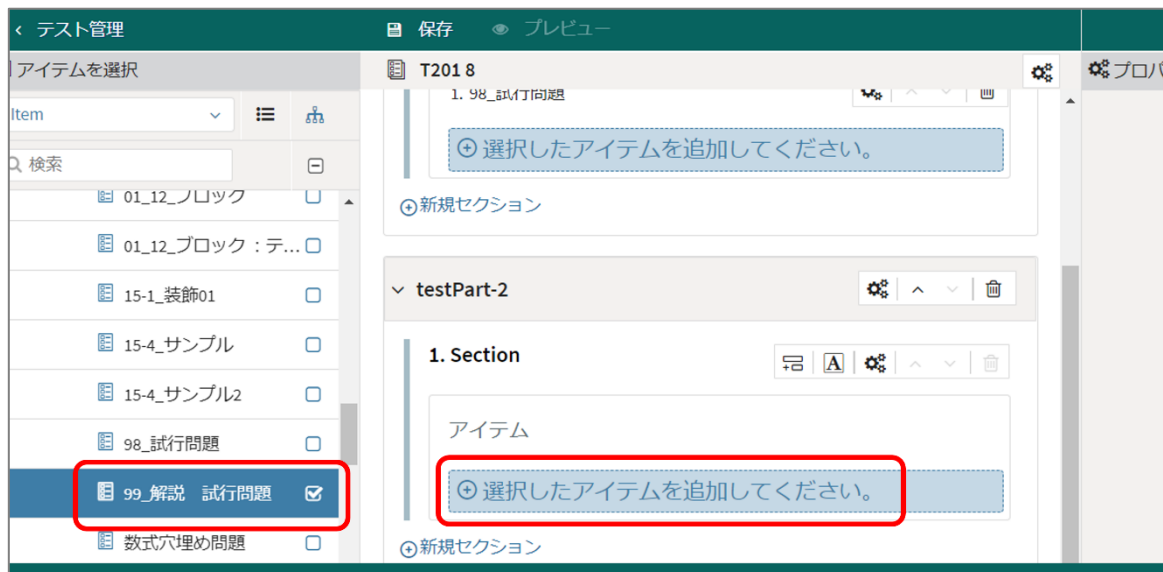 テスト管理
保存
プレビュー
アイテムを選択
T201 8
プロパ
Item
検索
01_12_ブロック
01_12_ブロック：テ...
15-1_装飾01
15-4_サンプル
15-4_サンプル2
98_試行問題
99_解説　試行問題
数式穴埋め問題
1. 98_試行問題
選択したアイテムを追加してください。
新規セクション
testPart-2
1. Section
A
アイテム
選択したアイテムを追加してください。
新規セクション